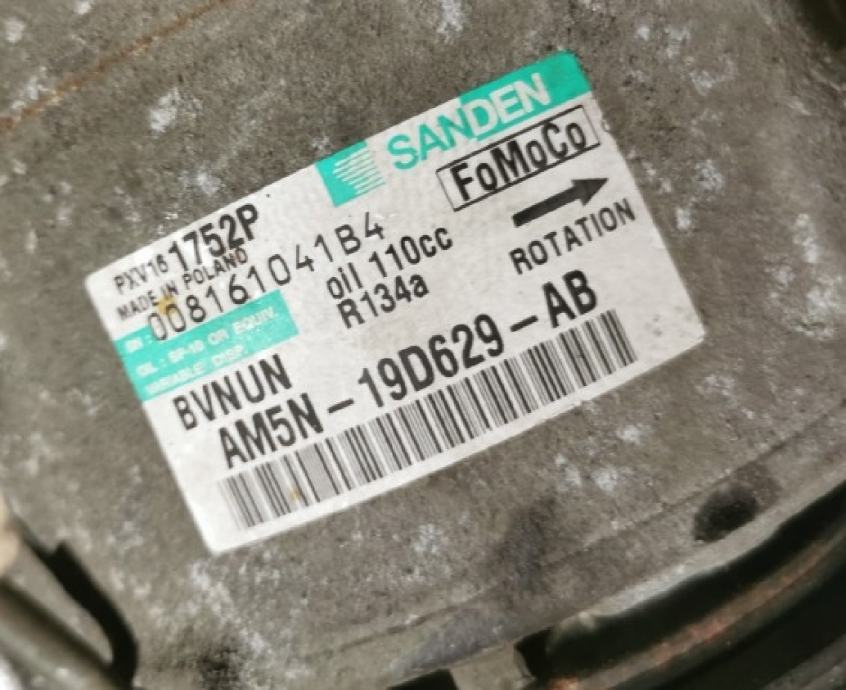 SANDEN
FoMoCo
PXV16 1752P
MADE IN POLAND
ROTATION
SN: 008161041B4
oil 110cc
R134a
OIL : SP-10 OR EQUIV.
VARIABLE DISP.
BVNUN
AM5N-19D629-AB